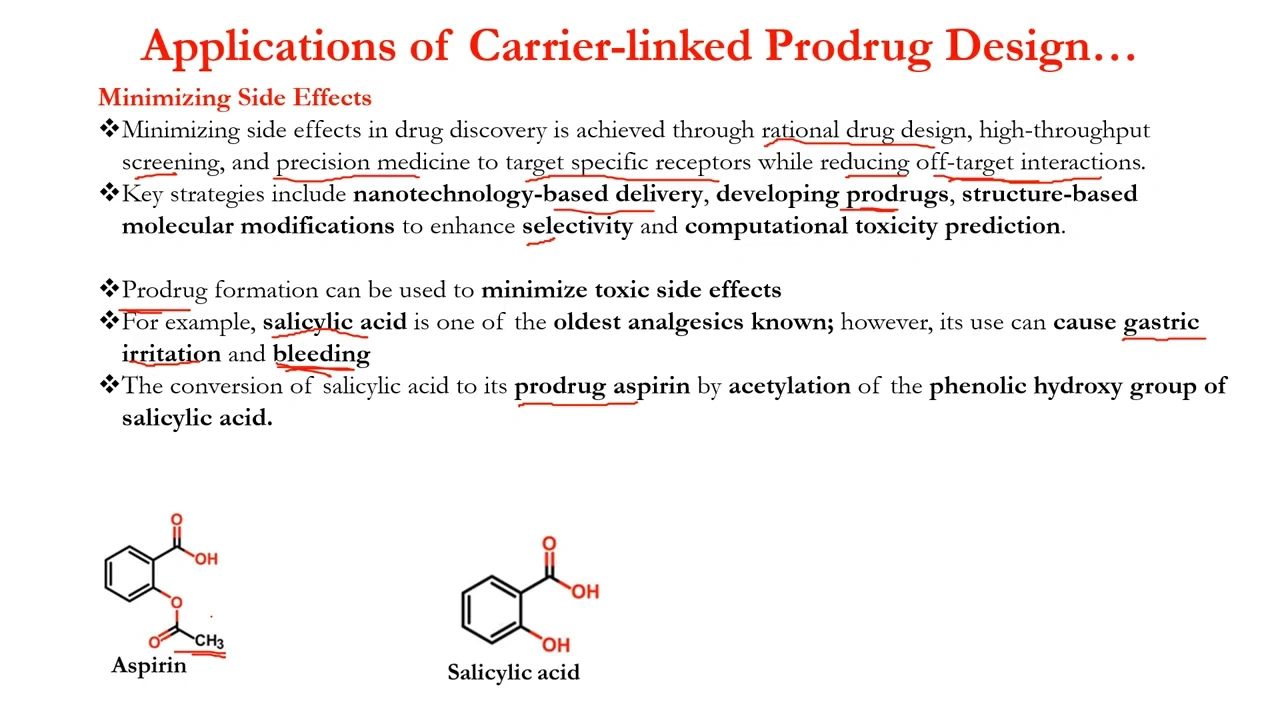 Applications of Carrier-linked Prodrug Design…
Minimizing Side Effects
❖Minimizing side effects in drug discovery is achieved through rational drug design, high-throughput
screening, and precision medicine to target specific receptors while reducing off-target interactions.
❖Key strategies include nanotechnology-based delivery, developing prodrugs, structure-based
molecular modifications to enhance selectivity and computational toxicity prediction.
❖Prodrug formation can be used to minimize toxic side effects
❖For example, salicylic acid is one of the oldest analgesics known; however, its use can cause gastric
irritation and bleeding
❖The conversion of salicylic acid to its prodrug aspirin by acetylation of the phenolic hydroxy group of
salicylic acid.
O
OH
O
O
CH3
Aspirin
O
OH
OH
Salicylic acid